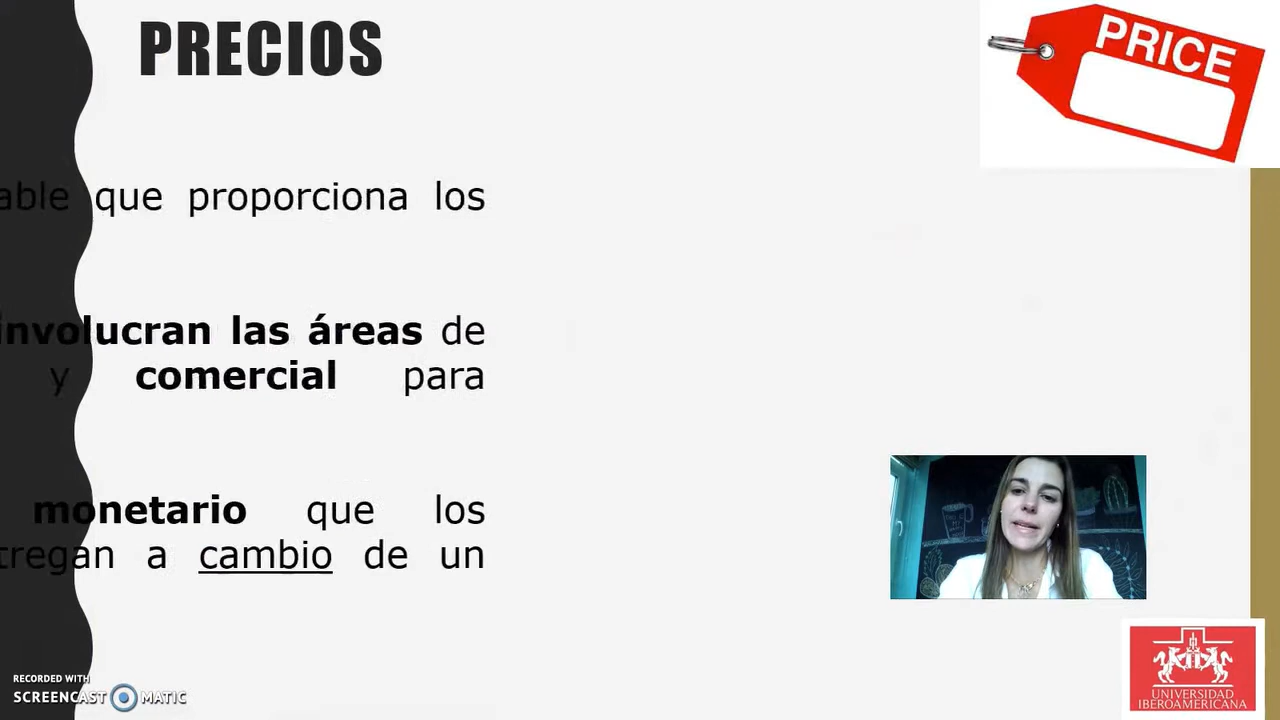 PRECIOS
PRICE
able que proporciona los
involucran las áreas de
y comercial para
monetario que los
tregan a cambio de un
RECORDED WITH
SCREENCAST MATIC
UNIVERSIDAD
IBEROAMERICANA